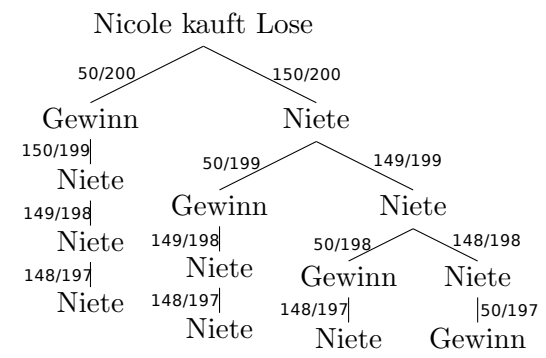 Nicole kauft Lose
50/200 150/200
Gewinn Niete
150/199 50/199 149/199
Niete Gewinn Niete
149/198 149/198 50/198 148/198
Niete Niete Gewinn Niete
148/197 148/197 148/197 50/197
Niete Niete Niete Gewinn